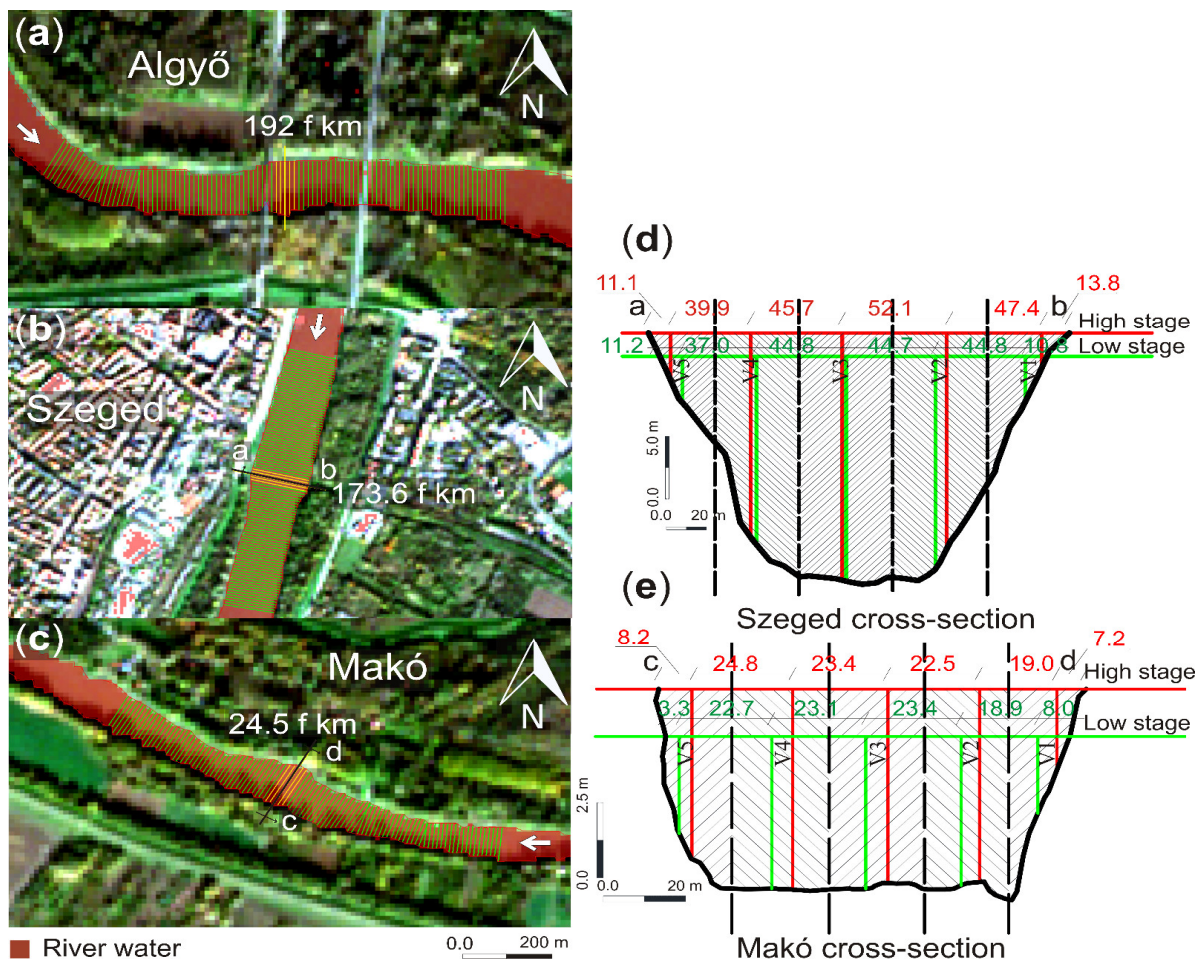 (a)
Algyő
N
192 f km
(b)
Szeged
N
a
b
173.6 f km
(c)
Makó
N
24.5 f km
d
c
River water
0.0 200 m
(d)
11.1 13.8
a 39.9 45.7 52.1 47.4 b
High stage
11.2 37.0 44.8 44.7 44.8 10.8 Low stage
V5 V4 V3 V2 V1
5.0 m
0.0
0.0 20 m
Szeged cross-section
(e)
8.2 7.2
c 24.8 23.4 22.5 19.0 d
High stage
3.3 22.7 23.1 23.4 18.9 8.0
Low stage
V5 V4 V3 V2 V1
2.5 m
0.0
0.0 20 m
Makó cross-section